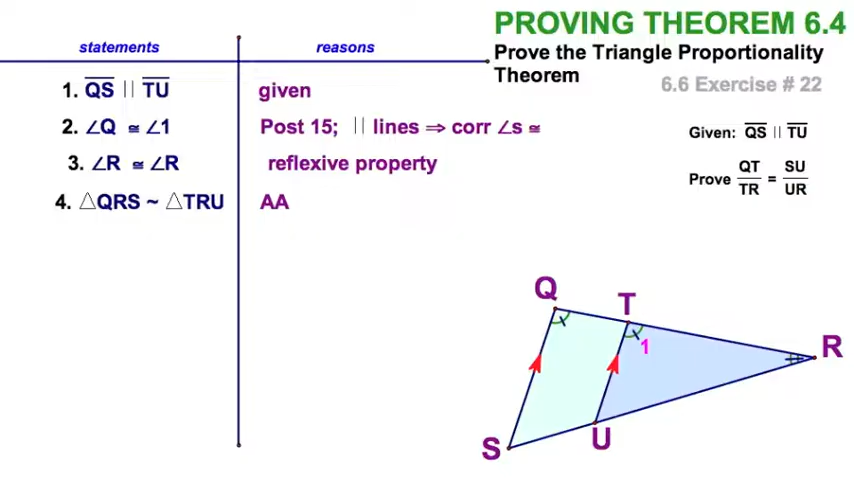 PROVING THEOREM 6.4
Prove the Triangle Proportionality
Theorem
6.6 Exercise # 22
statements reasons
1. QS || TU given
2. ∠Q ≅ ∠1 Post 15; || lines ⇒ corr ∠s ≅
3. ∠R ≅ ∠R reflexive property
4. △QRS ~ △TRU AA
Given: QS || TU
Prove QT/TR = SU/UR
Q
T
1
R
U
S